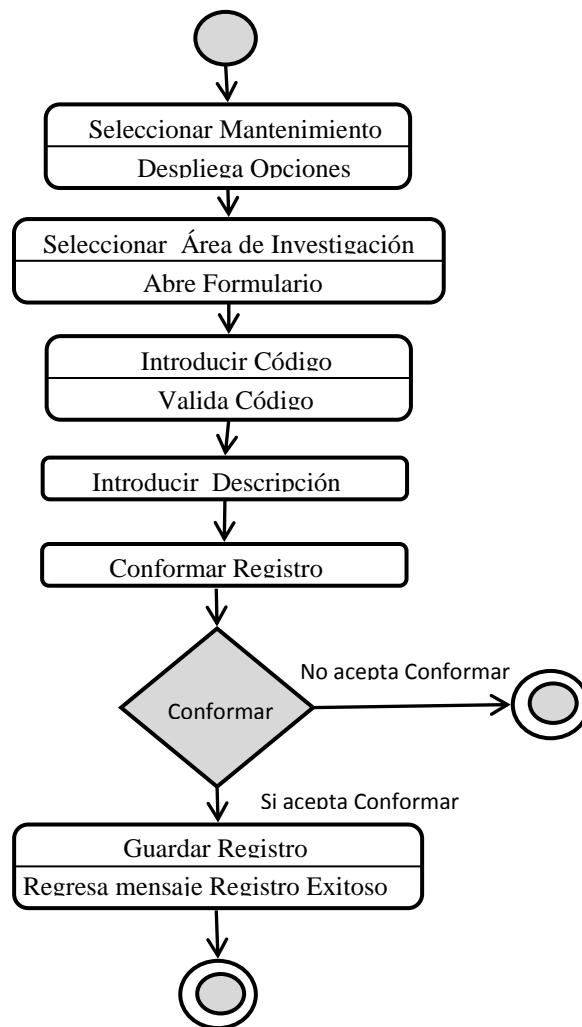 Seleccionar Mantenimiento
Despliega Opciones
Seleccionar Área de Investigación
Abre Formulario
Introducir Código
Valida Código
Introducir Descripción
Conformar Registro
No acepta Conformar
Conformar
Si acepta Conformar
Guardar Registro
Regresa mensaje Registro Exitoso